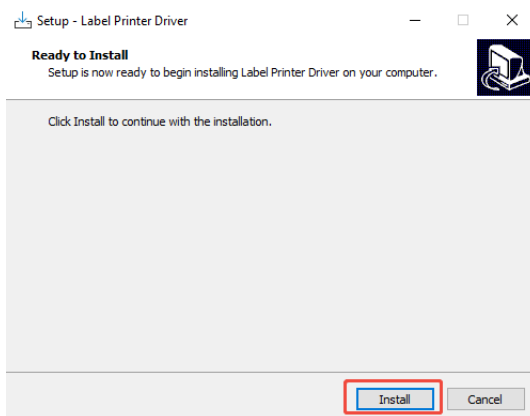 Setup - Label Printer Driver
Ready to Install
Setup is now ready to begin installing Label Printer Driver on your computer.
Click Install to continue with the installation.
Install
Cancel